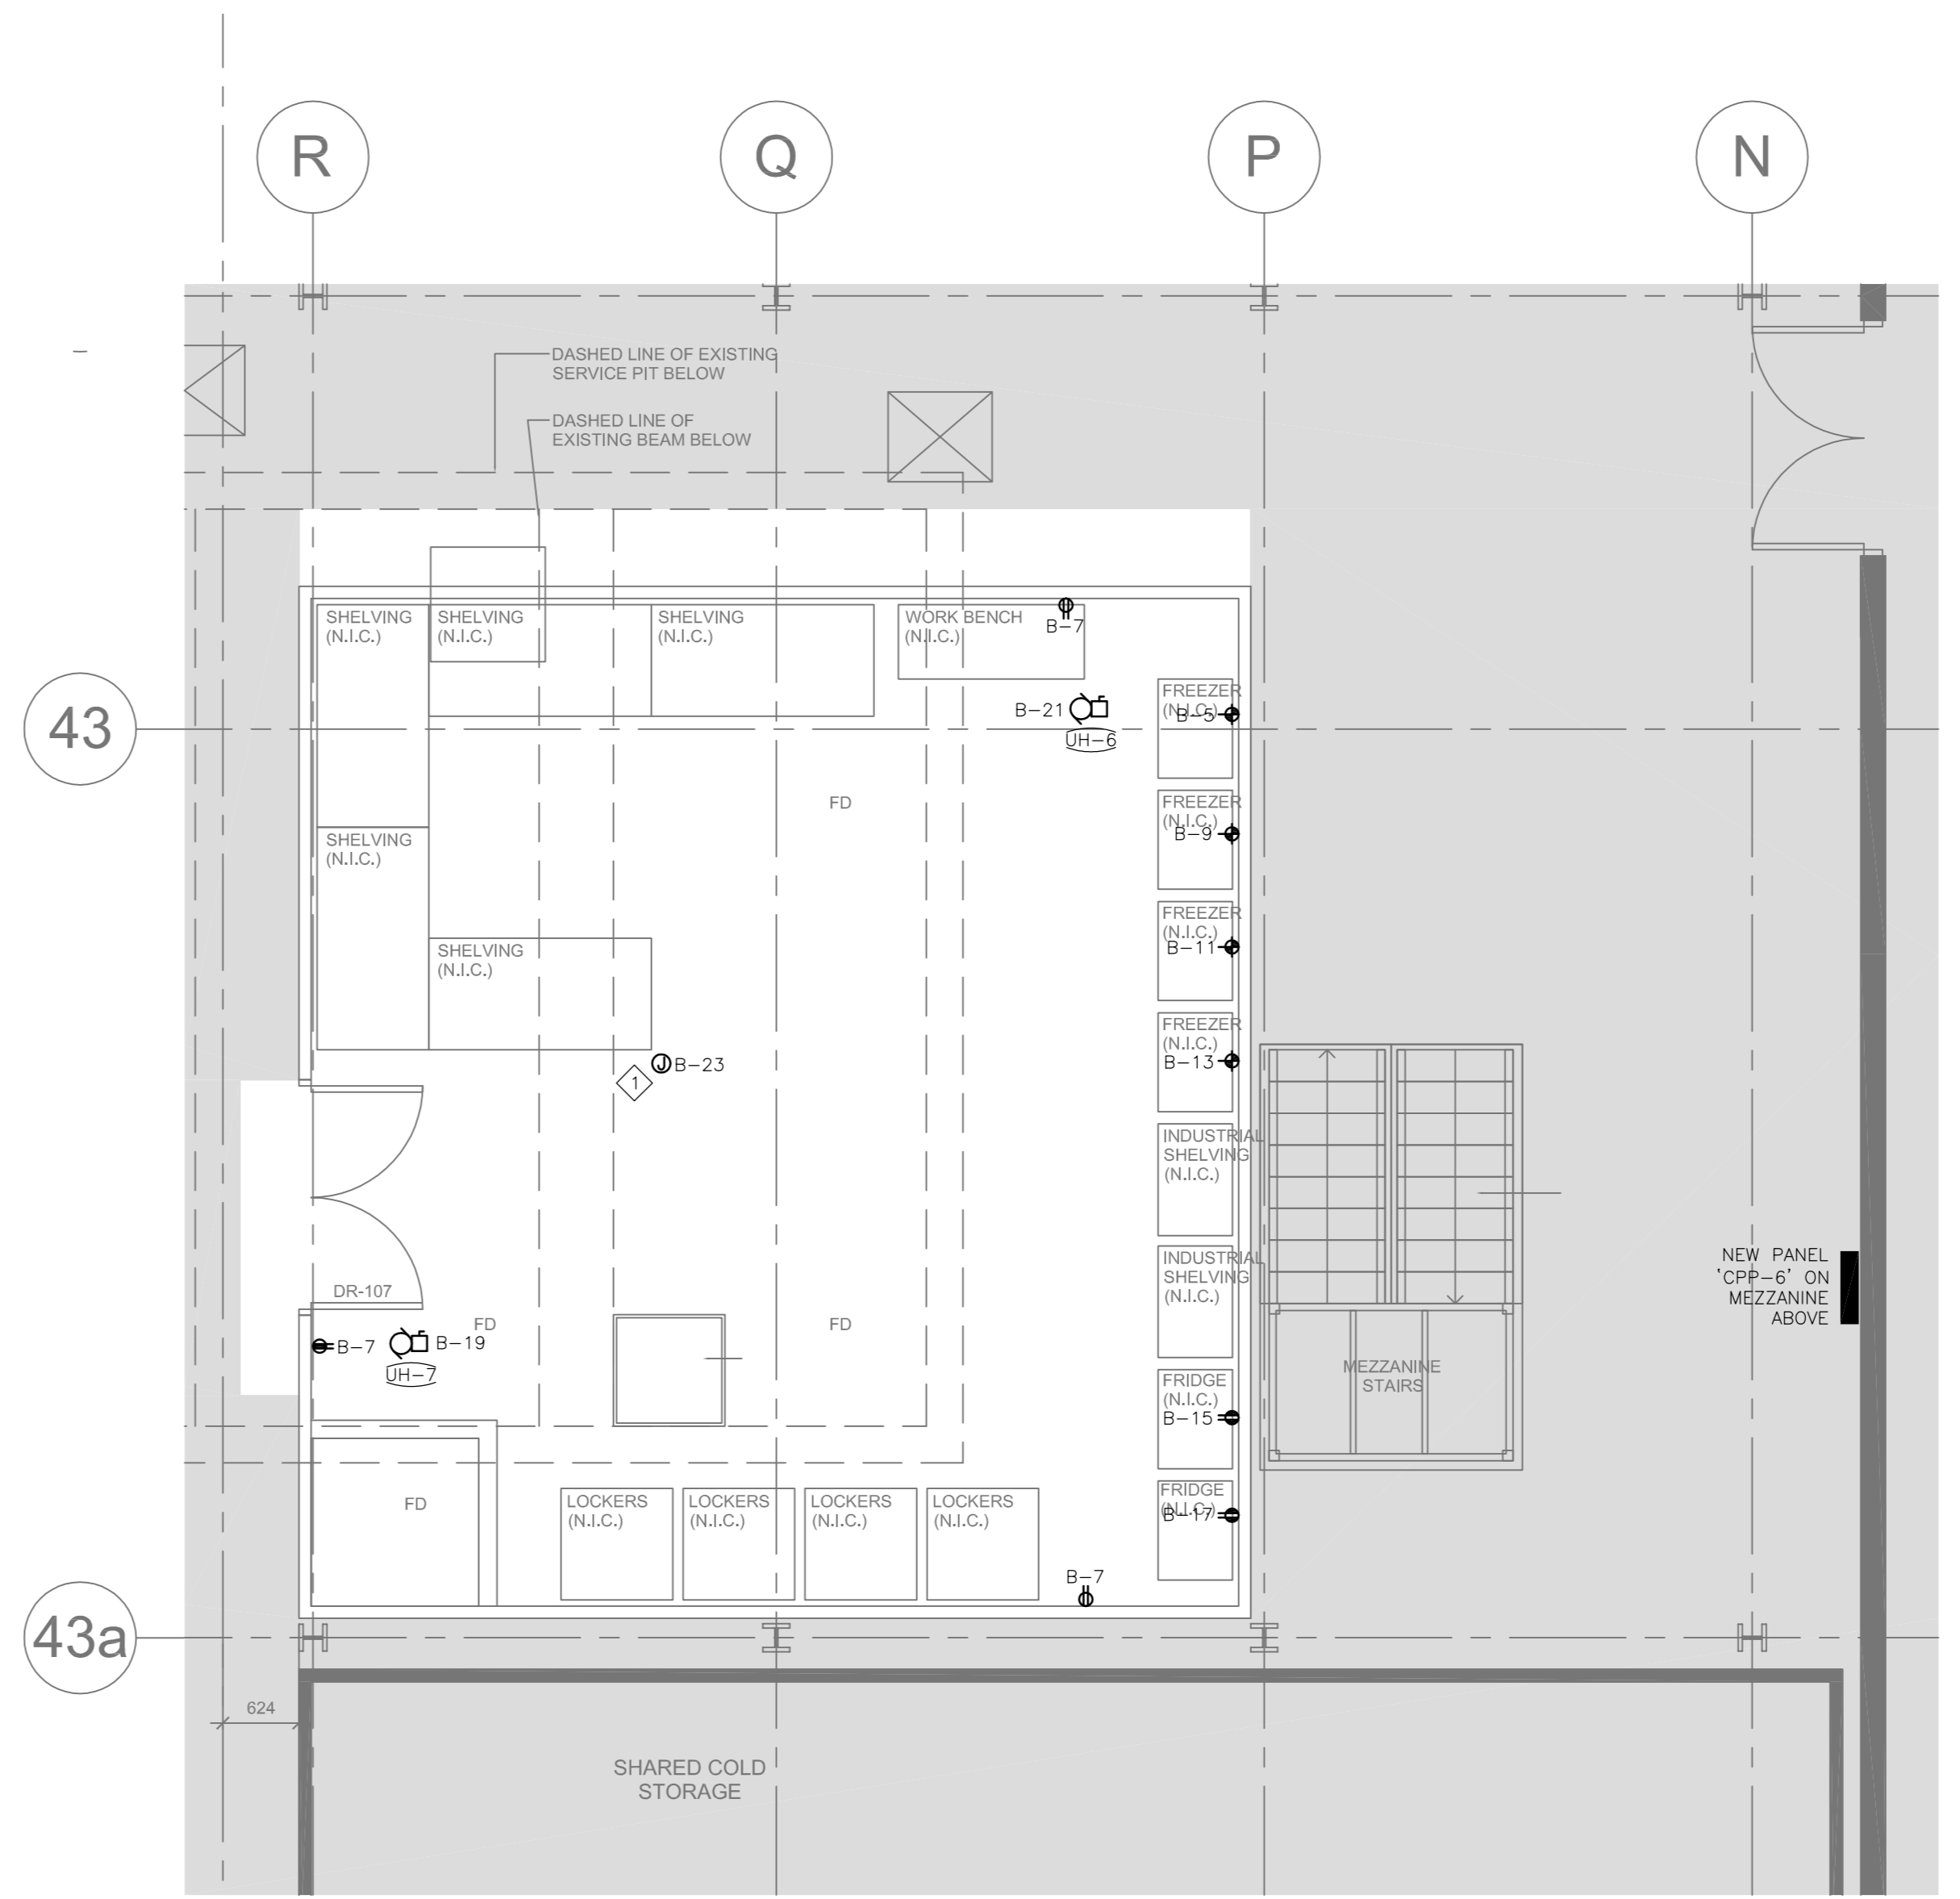 R
Q
P
N
DASHED LINE OF EXISTING
SERVICE PIT BELOW
DASHED LINE OF
EXISTING BEAM BELOW
SHELVING
(N.I.C.)
SHELVING
(N.I.C.)
SHELVING
(N.I.C.)
WORK BENCH
(N.I.C.)
B-7
43
B-21
UH-6
FREEZER
(N.I.C.)
B-5
FD
FREEZER
(N.I.C.)
B-9
SHELVING
(N.I.C.)
FREEZER
(N.I.C.)
B-11
SHELVING
(N.I.C.)
FREEZER
(N.I.C.)
B-13
J
B-23
1
INDUSTRIAL
SHELVING
(N.I.C.)
INDUSTRIAL
SHELVING
(N.I.C.)
NEW PANEL
'CPP-6' ON
MEZZANINE
ABOVE
DR-107
FD
FD
B-7
B-19
UH-7
MEZZANINE
STAIRS
FRIDGE
(N.I.C.)
B-15
FD
LOCKERS
(N.I.C.)
LOCKERS
(N.I.C.)
LOCKERS
(N.I.C.)
LOCKERS
(N.I.C.)
FRIDGE
(N.I.C.)
B-17
B-7
43a
624
SHARED COLD
STORAGE